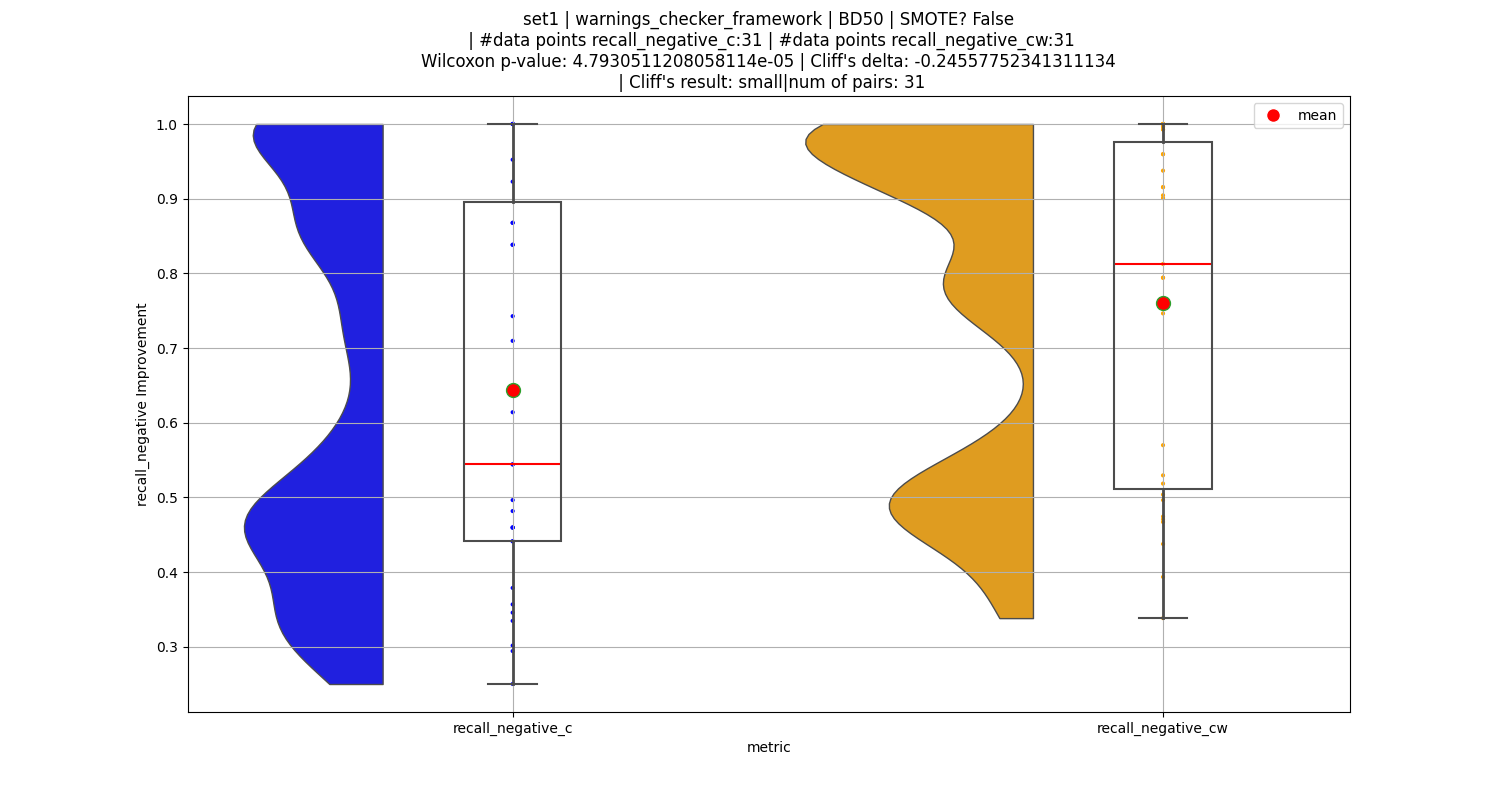 set1 | warnings_checker_framework | BD50 | SMOTE? False
| #data points recall_negative_c:31 | #data points recall_negative_cw:31
Wilcoxon p-value: 4.7930511208058114e-05 | Cliff's delta: -0.24557752341311134
| Cliff's result: small|num of pairs: 31
mean
1.0
0.9
0.8
0.7
0.6
0.5
0.4
0.3
recall_negative Improvement
recall_negative_c
recall_negative_cw
metric